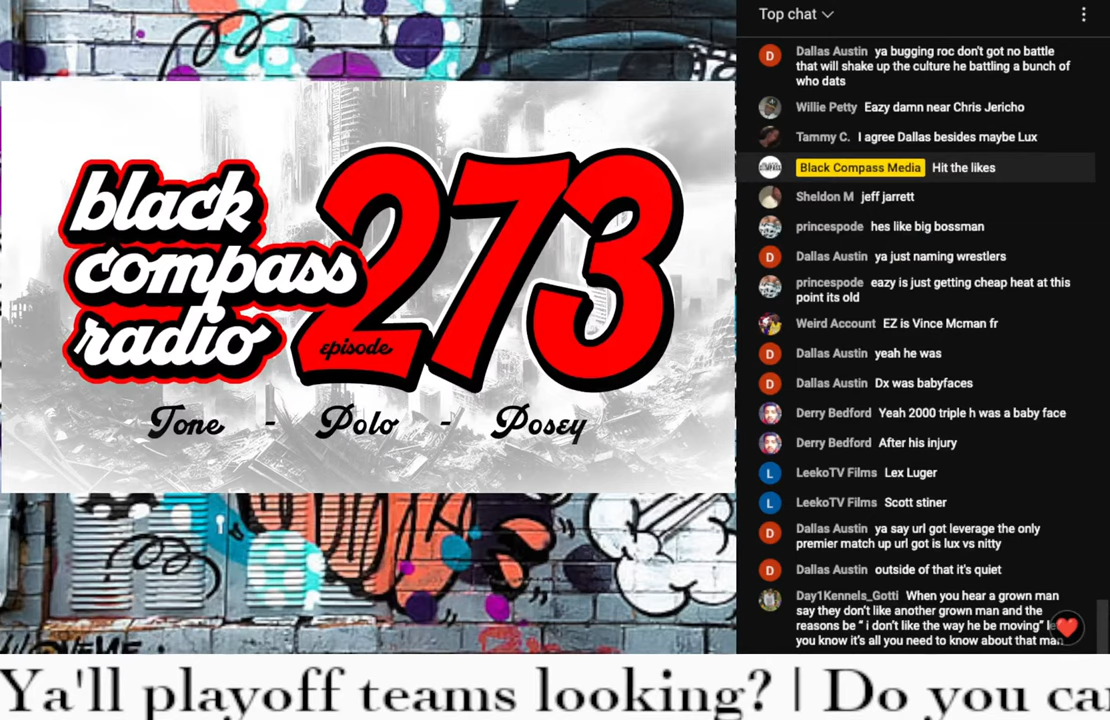 black
compass
radio
273
episode
Tone - Polo - Posey
Top chat
Dallas Austin ya bugging roc don't got no battle
that will shake up the culture he battling a bunch of
who dats
Willie Petty Eazy damn near Chris Jericho
Tammy C. I agree Dallas besides maybe Lux
Black Compass Media Hit the likes
Sheldon M jeff jarrett
princespode hes like big bossman
Dallas Austin ya just naming wrestlers
princespode eazy is just getting cheap heat at this
point its old
Weird Account EZ is Vince Mcman fr
Dallas Austin yeah he was
Dallas Austin Dx was babyfaces
Derry Bedford Yeah 2000 triple h was a baby face
Derry Bedford After his injury
LeekoTV Films Lex Luger
LeekoTV Films Scott stiner
Dallas Austin ya say url got leverage the only
premier match up url got is lux vs nitty
Dallas Austin outside of that it's quiet
Day1Kennels_Gotti When you hear a grown man
say they don't like another grown man and the
reasons be " i don't like the way he be moving"
you know it's all you need to know about that man
Ya'll playoff teams looking? | Do you ca